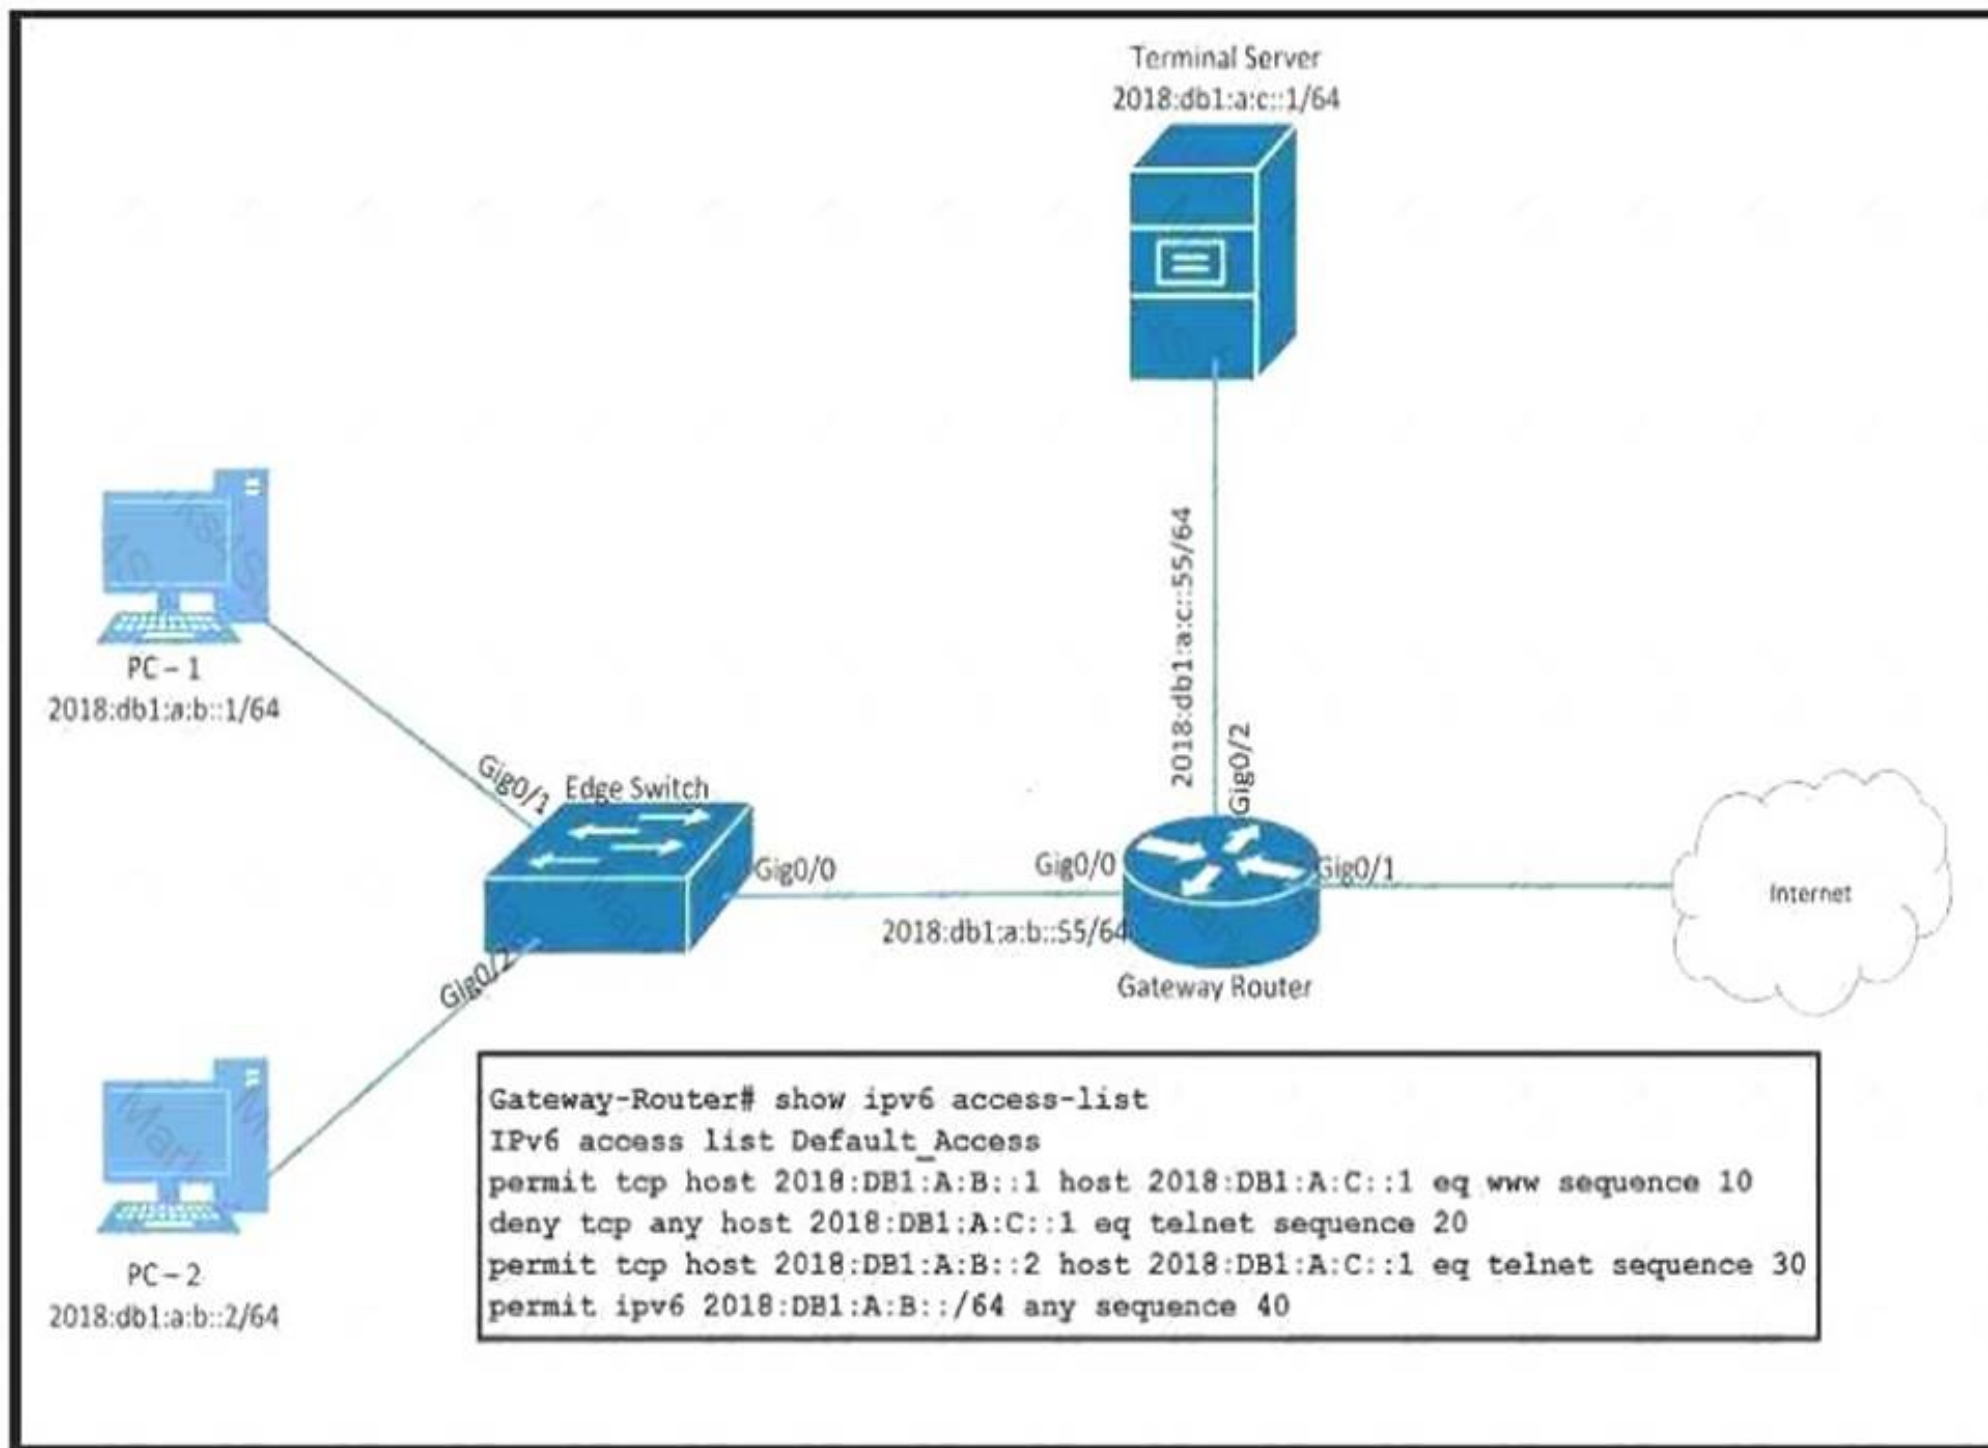 Terminal Server
2018:db1:a:c::1/64
2018:db1:a:c::55/64
Gig0/2
PC – 1
2018:db1:a:b::1/64
Gig0/1
Edge Switch
Gig0/0
Gig0/0
Gig0/1
Internet
2018:db1:a:b::55/64
Gateway Router
Gig0/2
PC – 2
2018:db1:a:b::2/64
Gateway-Router# show ipv6 access-list
IPv6 access list Default_Access
permit tcp host 2018:DB1:A:B::1 host 2018:DB1:A:C::1 eq www sequence 10
deny tcp any host 2018:DB1:A:C::1 eq telnet sequence 20
permit tcp host 2018:DB1:A:B::2 host 2018:DB1:A:C::1 eq telnet sequence 30
permit ipv6 2018:DB1:A:B::/64 any sequence 40